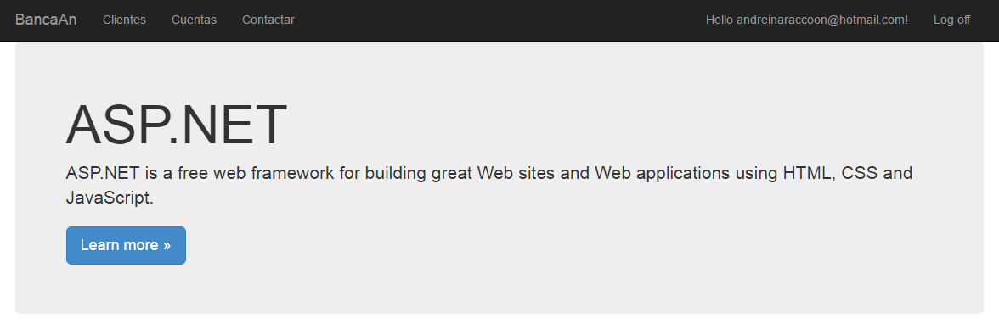 BancaAn Clientes Cuentas Contactar Hello andreinaraccoon@hotmail.com! Log off
ASP.NET
ASP.NET is a free web framework for building great Web sites and Web applications using HTML, CSS and
JavaScript.
Learn more »